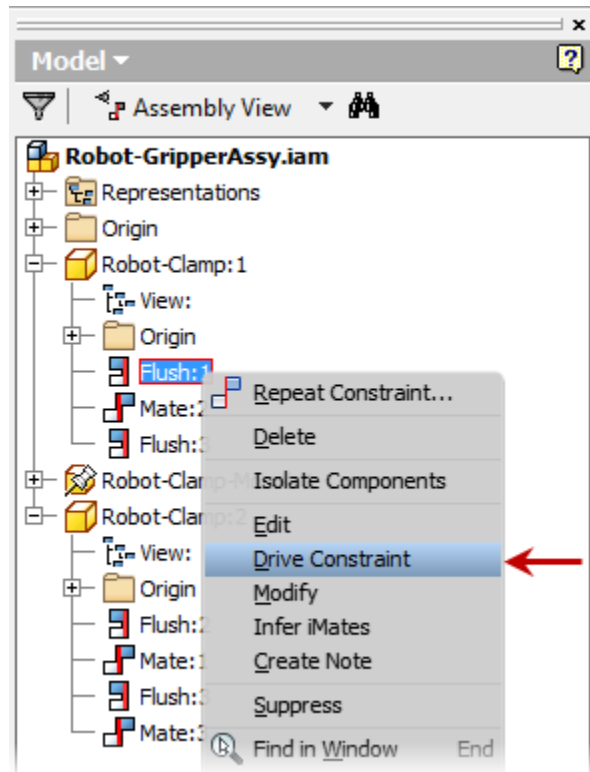 Model
Assembly View
Robot-GripperAssy.iam
Representations
Origin
Robot-Clamp:1
View:
Origin
Flush:1
Repeat Constraint...
Mate:2
Delete
Flush:3
Robot-Clamp-M
Isolate Components
Robot-Clamp:2
Edit
View:
Drive Constraint
Origin
Modify
Flush:2
Infer iMates
Mate:1
Create Note
Flush:3
Suppress
Mate:3
Find in Window End